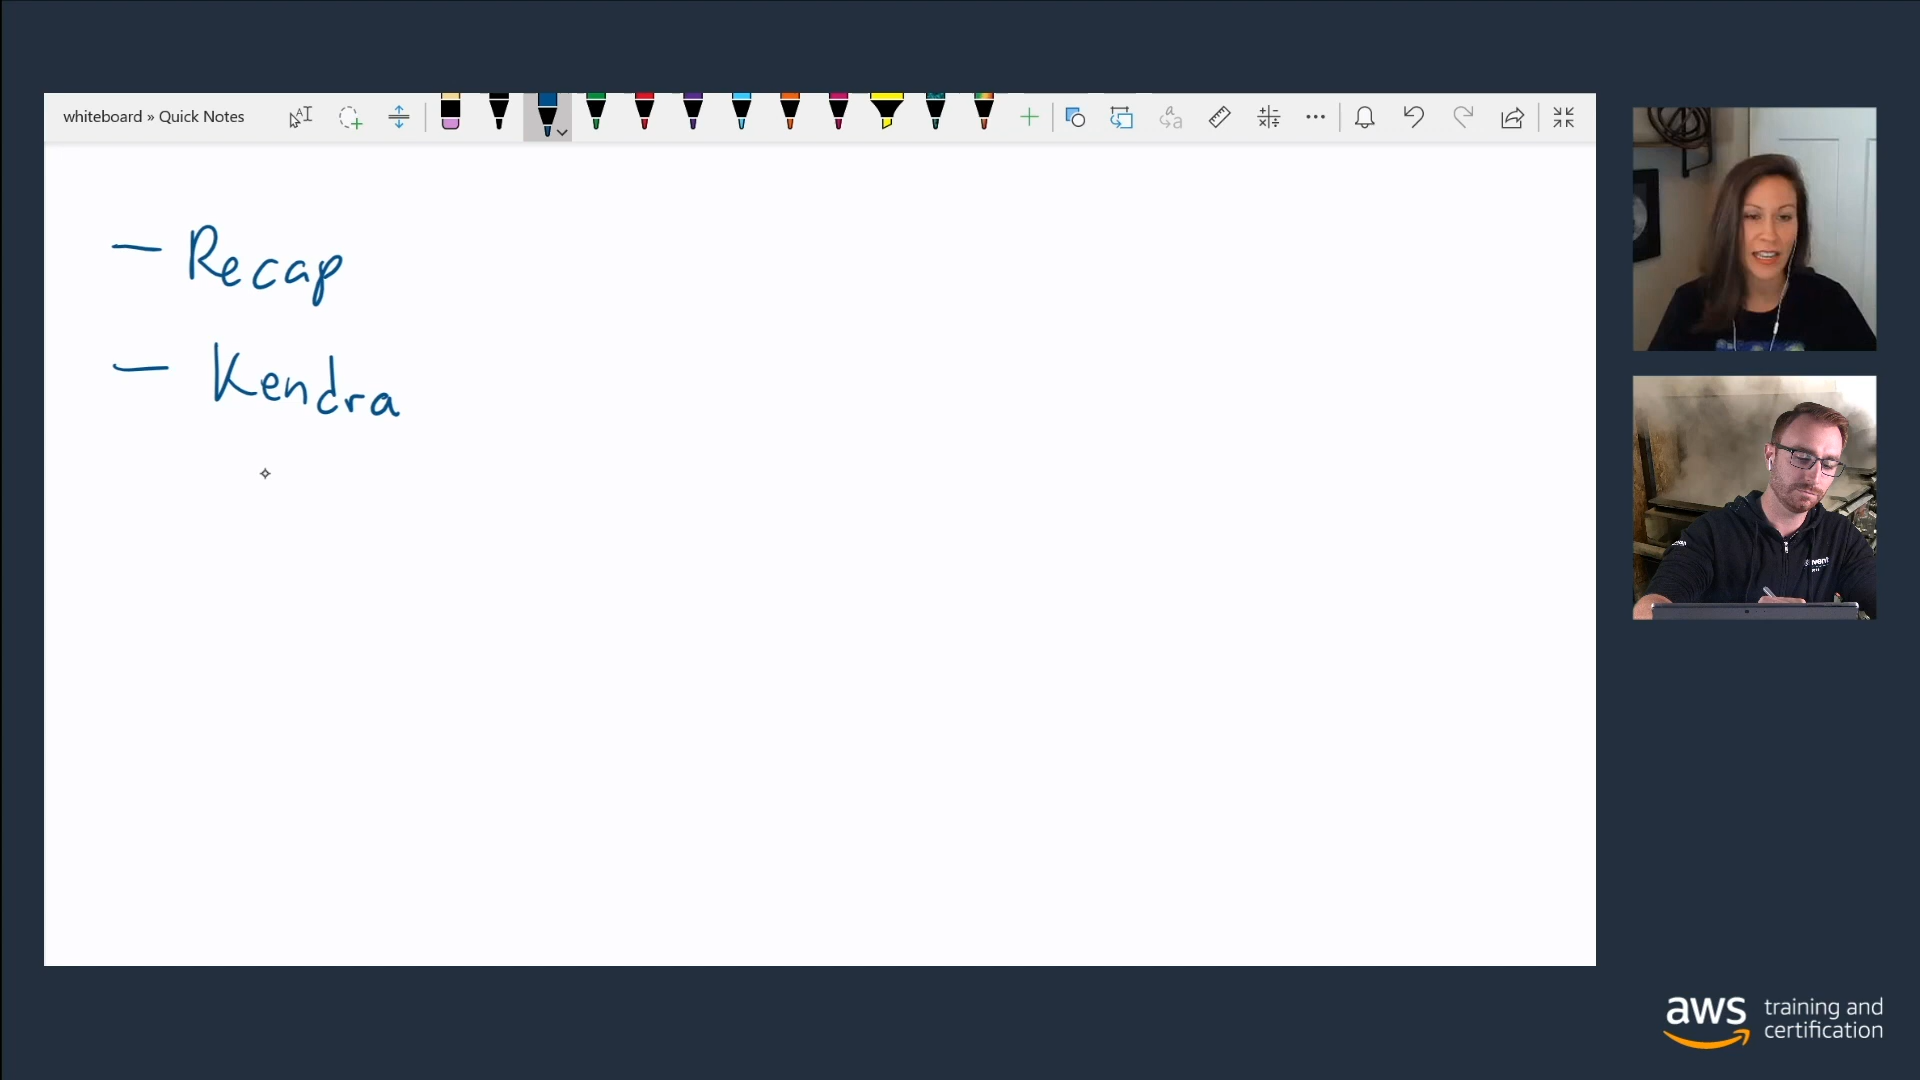 whiteboard » Quick Notes
— Recap
— Kendra
aws training and
certification